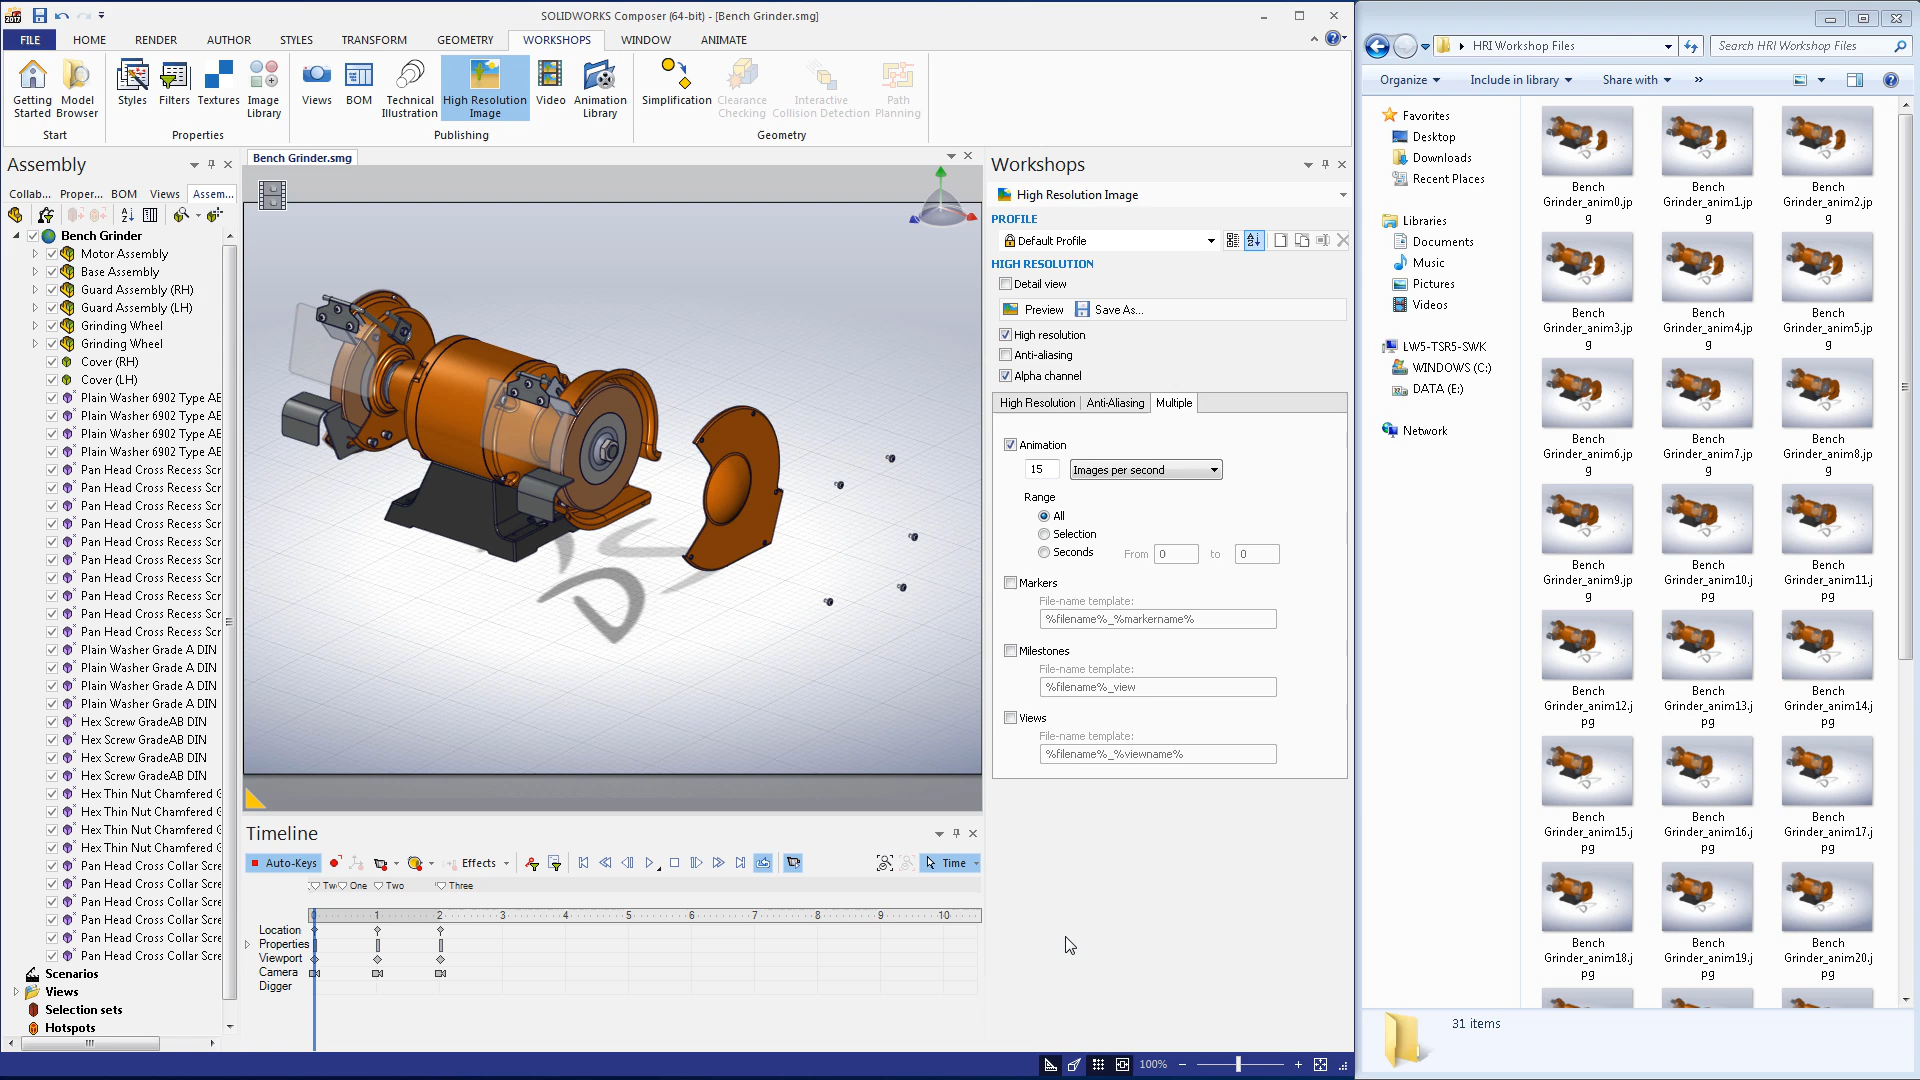 SOLIDWORKS Composer (64-bit) - [Bench Grinder.smg]
FILE HOME RENDER AUTHOR STYLES TRANSFORM GEOMETRY WORKSHOPS WINDOW ANIMATE
Getting Started
Model Browser
Styles
Filters
Textures
Image Library
Views
BOM
Technical Illustration
High Resolution Image
Video
Animation Library
Simplification
Clearance Checking
Interactive Collision Detection
Path Planning
Start
Properties
Publishing
Geometry
Assembly
Collab... Proper... BOM Views Assem...
Bench Grinder
Motor Assembly
Base Assembly
Guard Assembly (RH)
Guard Assembly (LH)
Grinding Wheel
Grinding Wheel
Cover (RH)
Cover (LH)
Plain Washer 6902 Type AE
Plain Washer 6902 Type AE
Plain Washer 6902 Type AE
Plain Washer 6902 Type AE
Pan Head Cross Recess Scr
Pan Head Cross Recess Scr
Pan Head Cross Recess Scr
Pan Head Cross Recess Scr
Pan Head Cross Recess Scr
Pan Head Cross Recess Scr
Pan Head Cross Recess Scr
Pan Head Cross Recess Scr
Pan Head Cross Recess Scr
Pan Head Cross Recess Scr
Plain Washer Grade A DIN
Plain Washer Grade A DIN
Plain Washer Grade A DIN
Plain Washer Grade A DIN
Hex Screw GradeAB DIN
Hex Screw GradeAB DIN
Hex Screw GradeAB DIN
Hex Screw GradeAB DIN
Hex Thin Nut Chamfered G
Hex Thin Nut Chamfered G
Hex Thin Nut Chamfered G
Hex Thin Nut Chamfered G
Pan Head Cross Collar Scre
Pan Head Cross Collar Scre
Pan Head Cross Collar Scre
Pan Head Cross Collar Scre
Pan Head Cross Collar Scre
Pan Head Cross Collar Scre
Scenarios
Views
Selection sets
Hotspots
Bench Grinder.smg
Timeline
Auto-Keys Effects Time
Tw One Two Three
0 1 2 3 4 5 6 7 8 9 10
Location
Properties
Viewport
Camera
Digger
Workshops
High Resolution Image
PROFILE
Default Profile
HIGH RESOLUTION
Detail view
Preview Save As...
High resolution
Anti-aliasing
Alpha channel
High Resolution Anti-Aliasing Multiple
Animation
15 Images per second
Range
All
Selection
Seconds From 0 to 0
Markers
File-name template:
%filename%_%markername%
Milestones
File-name template:
%filename%_view
Views
File-name template:
%filename%_%viewname%
100%
HRI Workshop Files
Search HRI Workshop Files
Organize Include in library Share with »
Favorites
Desktop
Downloads
Recent Places
Libraries
Documents
Music
Pictures
Videos
LW5-TSR5-SWK
WINDOWS (C:)
DATA (E:)
Network
Bench Grinder_anim0.jpg
Bench Grinder_anim1.jpg
Bench Grinder_anim2.jpg
Bench Grinder_anim3.jpg
Bench Grinder_anim4.jpg
Bench Grinder_anim5.jpg
Bench Grinder_anim6.jpg
Bench Grinder_anim7.jpg
Bench Grinder_anim8.jpg
Bench Grinder_anim9.jpg
Bench Grinder_anim10.jpg
Bench Grinder_anim11.jpg
Bench Grinder_anim12.jpg
Bench Grinder_anim13.jpg
Bench Grinder_anim14.jpg
Bench Grinder_anim15.jpg
Bench Grinder_anim16.jpg
Bench Grinder_anim17.jpg
Bench Grinder_anim18.jpg
Bench Grinder_anim19.jpg
Bench Grinder_anim20.jpg
31 items